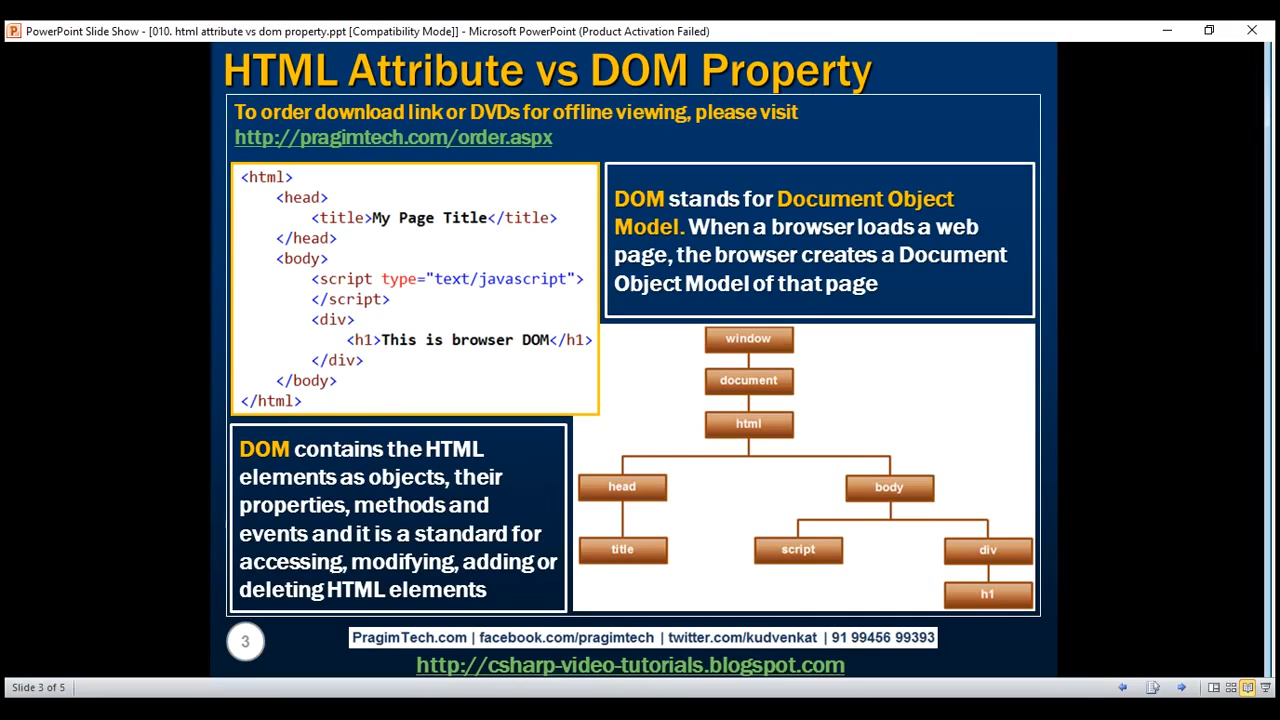 PowerPoint Slide Show - [010. html attribute vs dom property.ppt [Compatibility Mode]] - Microsoft PowerPoint (Product Activation Failed)
HTML Attribute vs DOM Property
To order download link or DVDs for offline viewing, please visit
http://pragimtech.com/order.aspx
<html>
<head>
<title>My Page Title</title>
</head>
<body>
<script type="text/javascript">
</script>
<div>
<h1>This is browser DOM</h1>
</div>
</body>
</html>
DOM stands for Document Object
Model. When a browser loads a web
page, the browser creates a Document
Object Model of that page
DOM contains the HTML
elements as objects, their
properties, methods and
events and it is a standard for
accessing, modifying, adding or
deleting HTML elements
window
document
html
head
body
title
script
div
h1
3
PragimTech.com | facebook.com/pragimtech | twitter.com/kudvenkat | 91 99456 99393
http://csharp-video-tutorials.blogspot.com
Slide 3 of 5